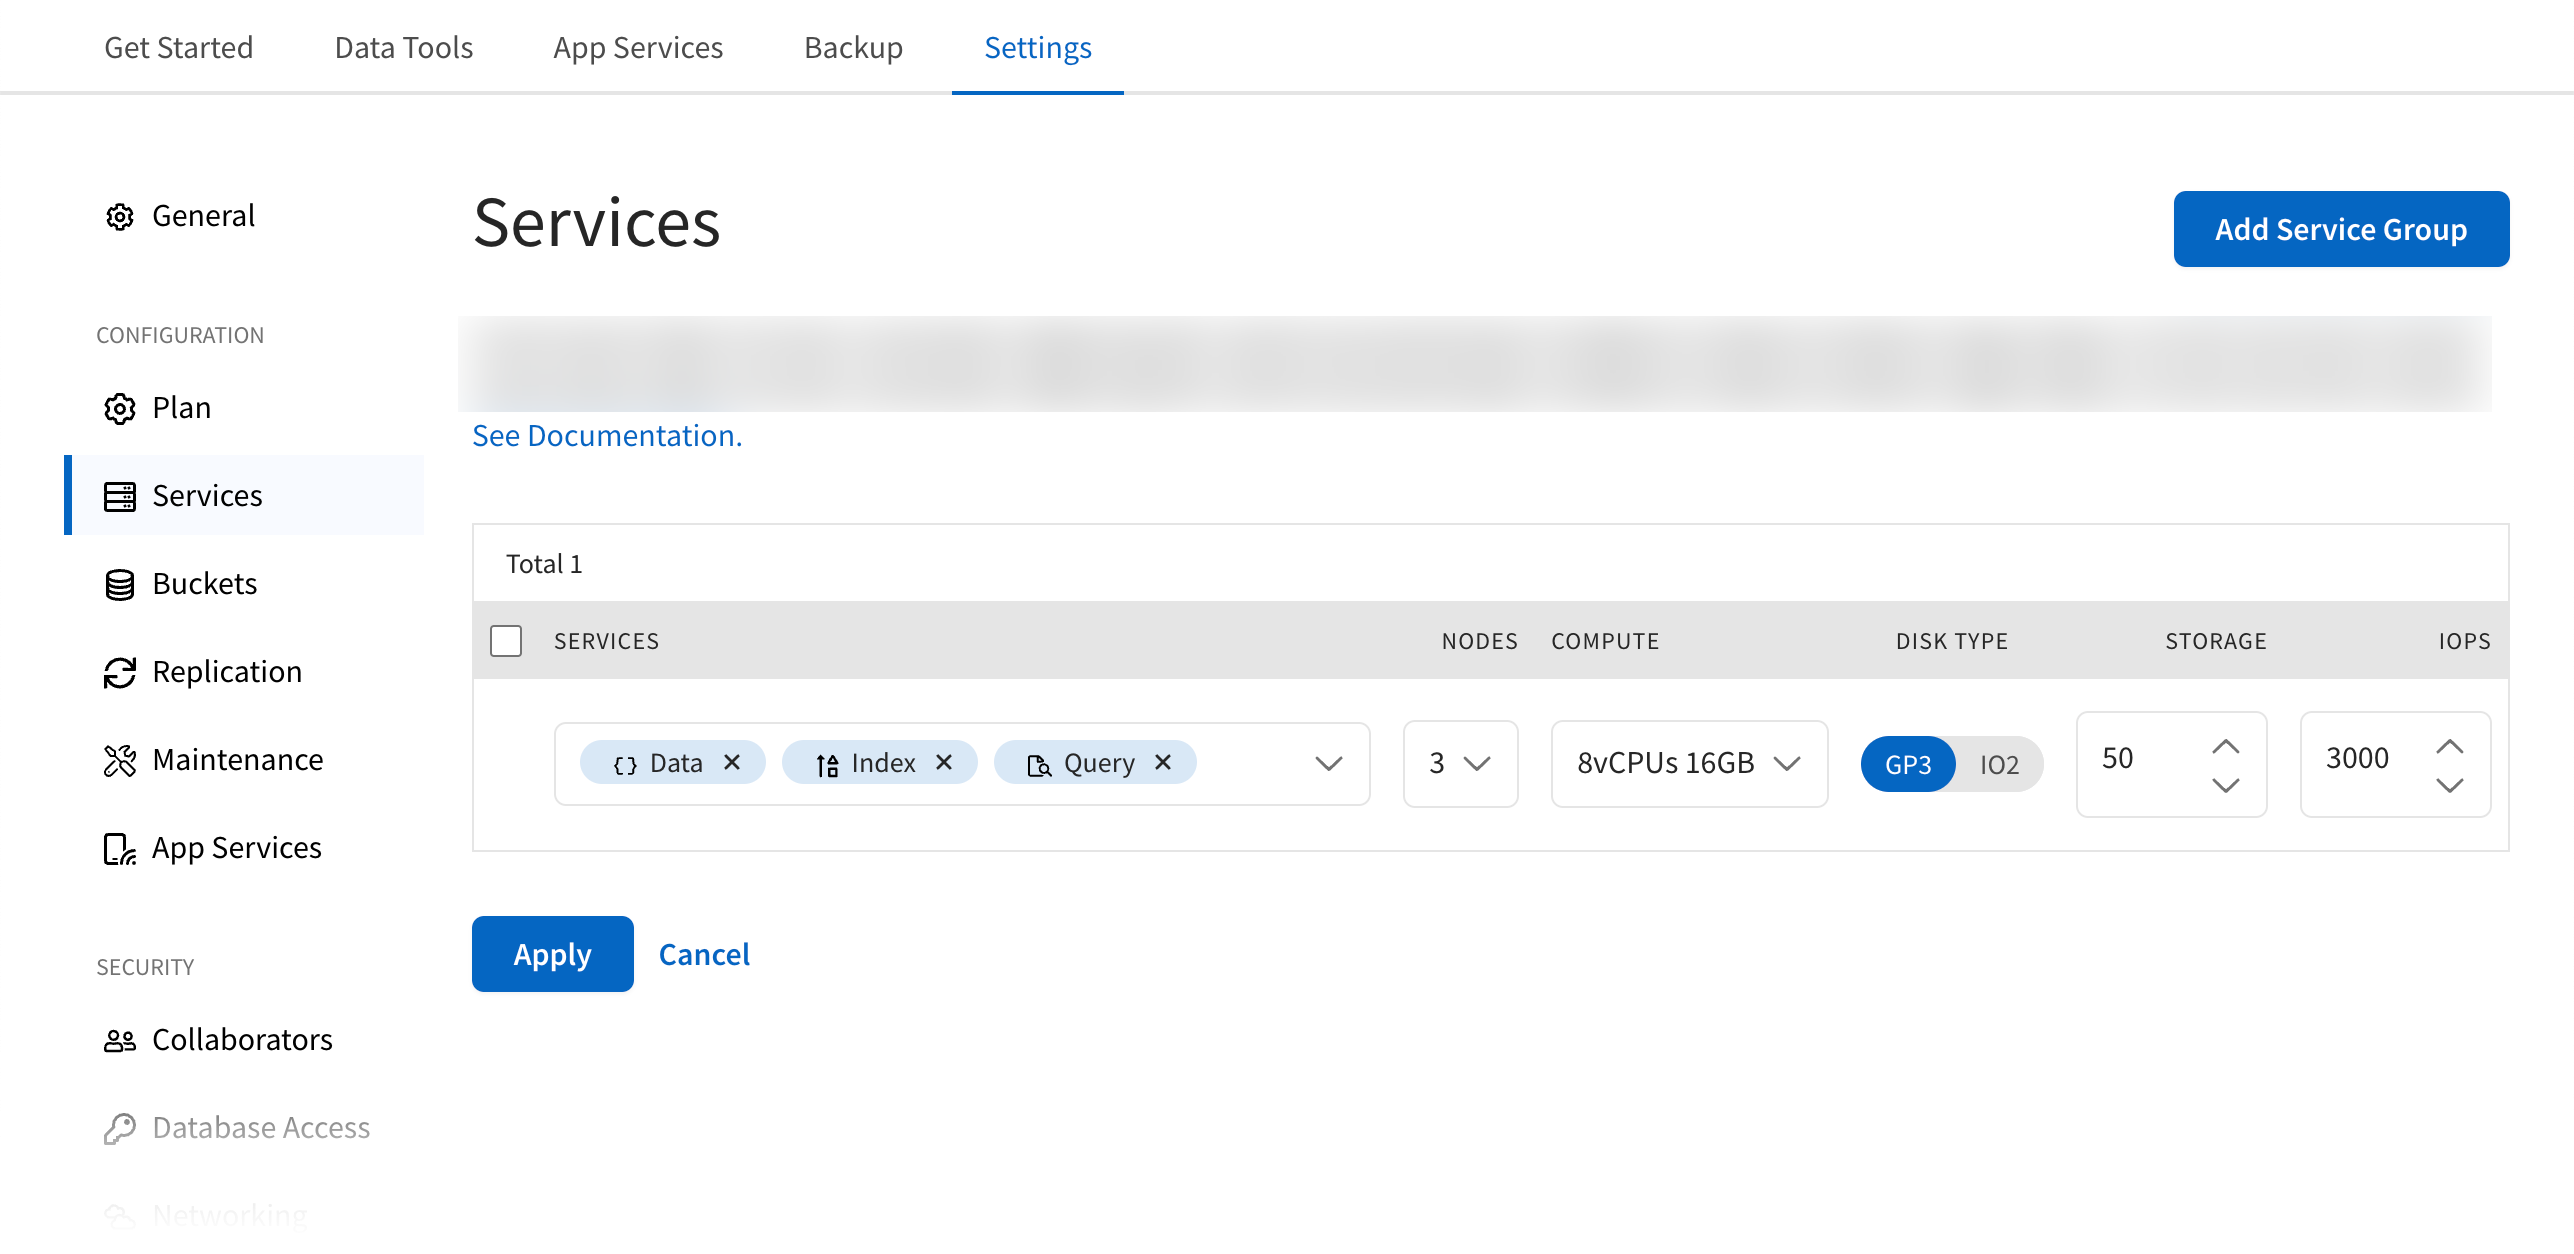 Get Started Data Tools App Services Backup Settings
General
CONFIGURATION
Plan
Services
Buckets
Replication
Maintenance
App Services
SECURITY
Collaborators
Database Access
Networking
Services
Add Service Group
See Documentation.
Total 1
SERVICES NODES COMPUTE DISK TYPE STORAGE IOPS
Data Index Query 3 8vCPUs 16GB GP3 IO2 50 3000
Apply Cancel